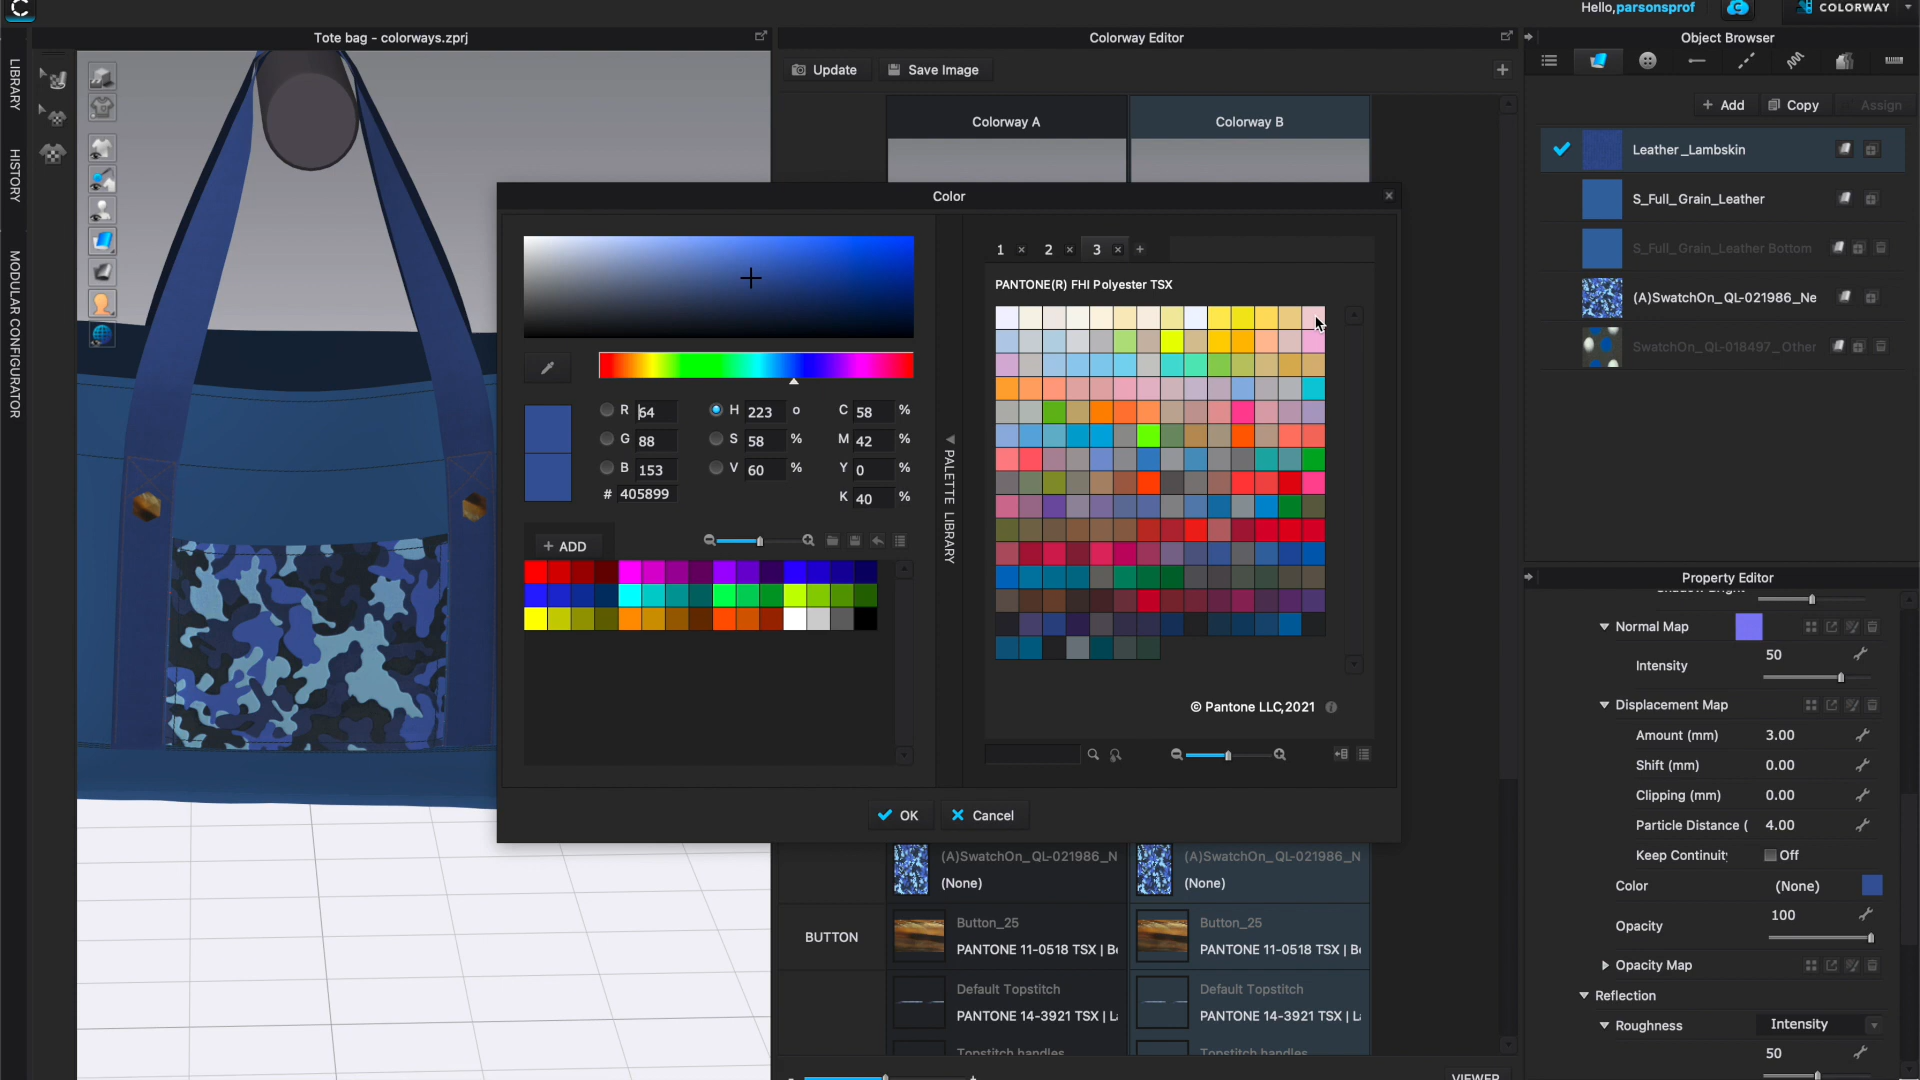 Hello,parsonsprof
COLORWAY
Tote bag - colorways.zprj
Colorway Editor
Object Browser
LIBRARY
HISTORY
MODULAR CONFIGURATOR
Update
Save Image
+
Add
Copy
Assign
Colorway A
Colorway B
Leather_Lambskin
S_Full_Grain_Leather
S_Full_Grain_Leather Bottom
(A)SwatchOn_QL-021986_Ne
SwatchOn_QL-018497_Other
Color
1 × 2 × 3 × +
PANTONE(R) FHI Polyester TSX
R 64
H 223 o
C 58 %
G 88
S 58 %
M 42 %
B 153
V 60 %
Y 0 %
# 405899
K 40 %
+ ADD
PALETTE LIBRARY
© Pantone LLC,2021
OK
Cancel
(A)SwatchOn_QL-021986_N
(None)
(A)SwatchOn_QL-021986_N
(None)
BUTTON
Button_25
PANTONE 11-0518 TSX | B
Button_25
PANTONE 11-0518 TSX | B
Default Topstitch
PANTONE 14-3921 TSX | L
Default Topstitch
PANTONE 14-3921 TSX | L
Topstitch handles
Topstitch handles
VIEWER
Property Editor
Normal Map
Intensity 50
Displacement Map
Amount (mm) 3.00
Shift (mm) 0.00
Clipping (mm) 0.00
Particle Distance ( 4.00
Keep Continuit Off
Color (None)
Opacity 100
Opacity Map
Reflection
Roughness Intensity
50